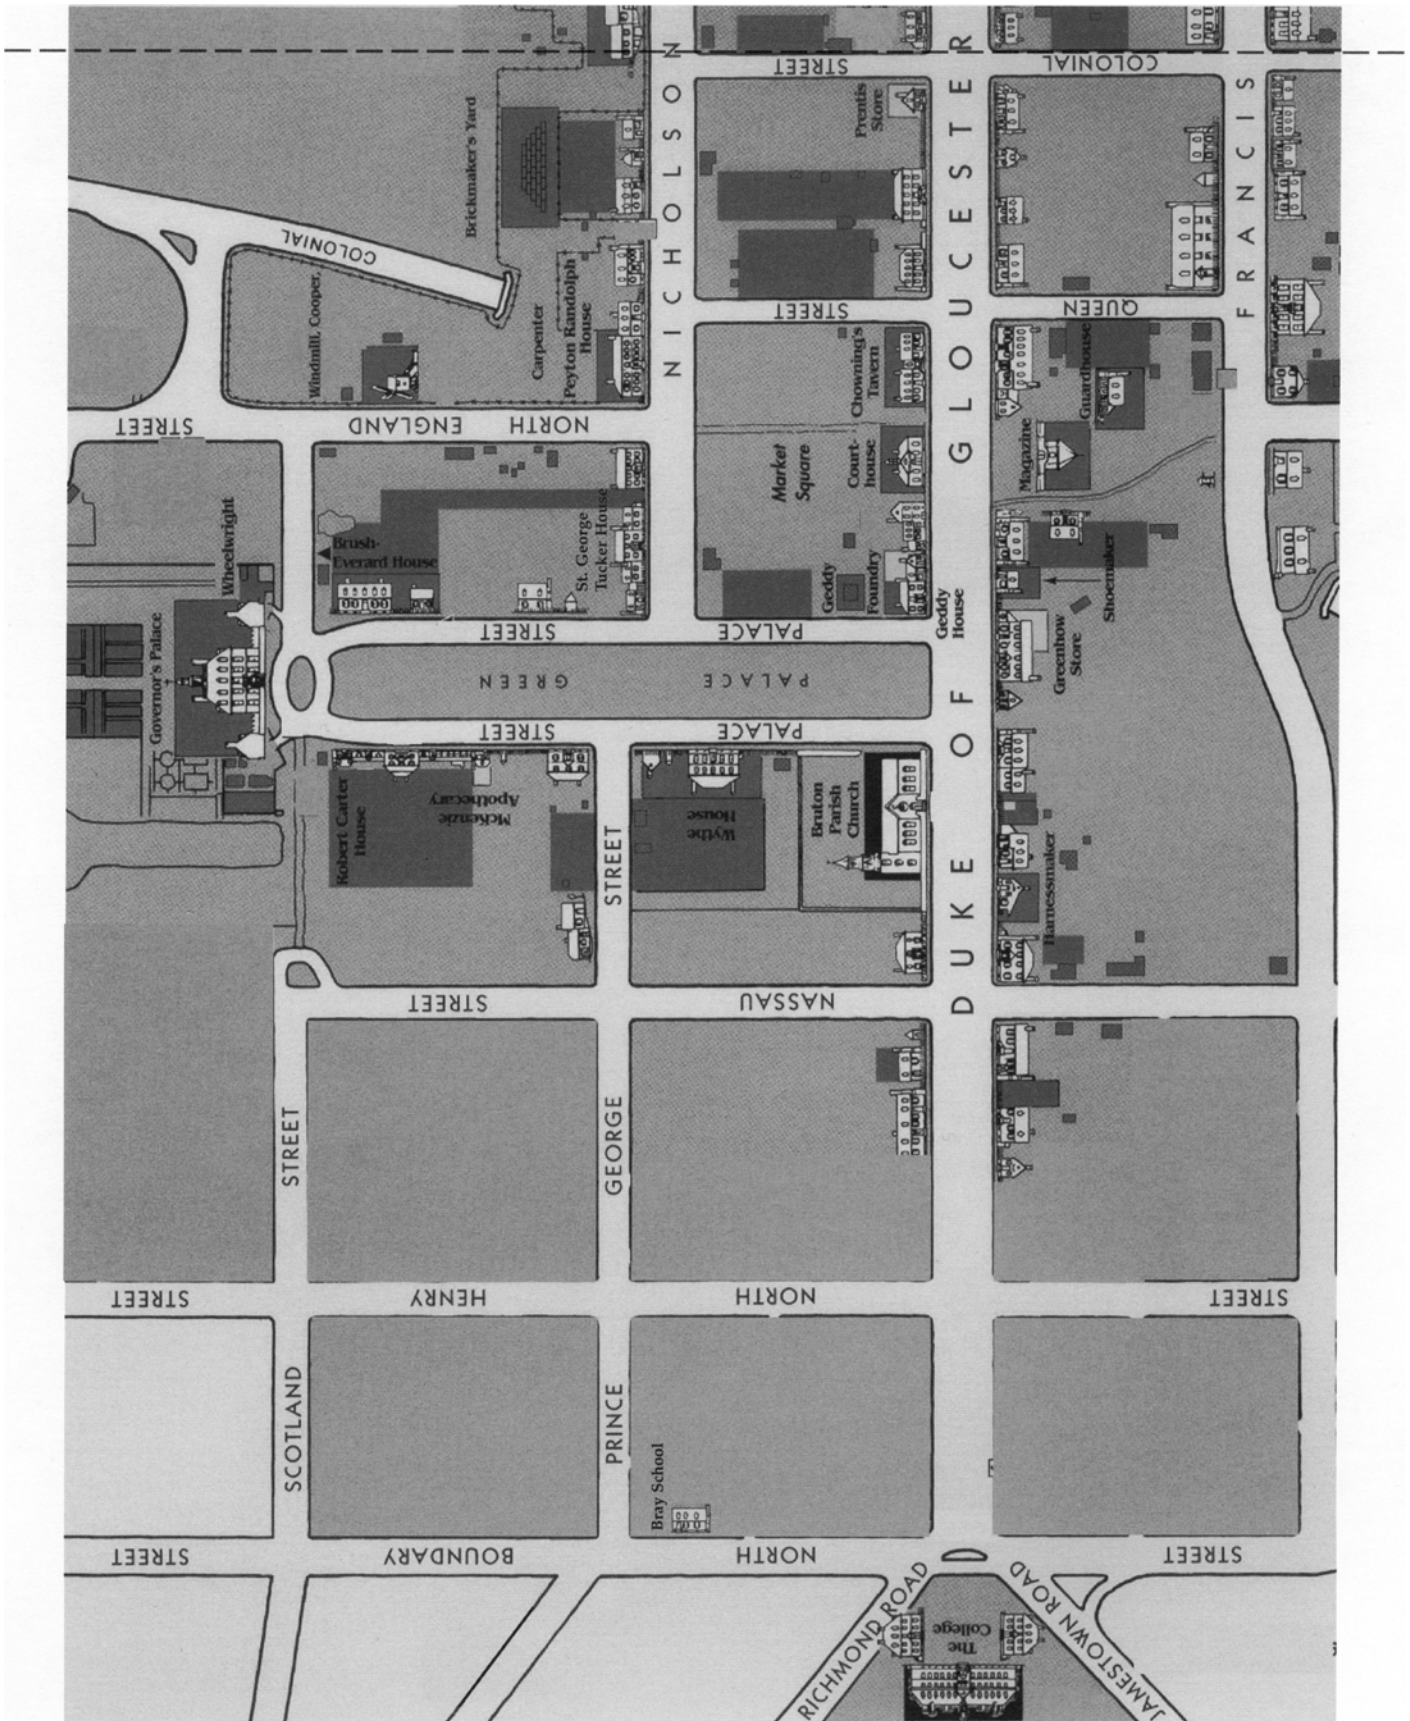 STREET
COLONIAL
NICHOLSON
DUKE OF GLOUCESTER
FRANCIS
Brickmaker's Yard
Prentis
Store
COLONIAL
Windmill, Cooper,
Carpenter
Peyton Randolph
House
STREET
QUEEN
Chowning's
Tavern
Guardhouse
Magazine
Court-
house
Market
Square
STREET
ENGLAND
NORTH
Wheelwright
Brush-
Everard House
St. George
Tucker House
Geddy
Foundry
Geddy
House
Shoemaker
Greenhow
Store
Governor's Palace
STREET
PALACE
GREEN
PALACE
STREET
PALACE
Robert Carter
House
McKenzie
Apothecary
Wythe
House
Bruton
Parish
Church
Harnessmaker
STREET
NASSAU
STREET
PRINCE
GEORGE
STREET
SCOTLAND
STREET
HENRY
NORTH
STREET
Bray School
STREET
BOUNDARY
NORTH
STREET
RICHMOND ROAD
JAMESTOWN ROAD
The
College